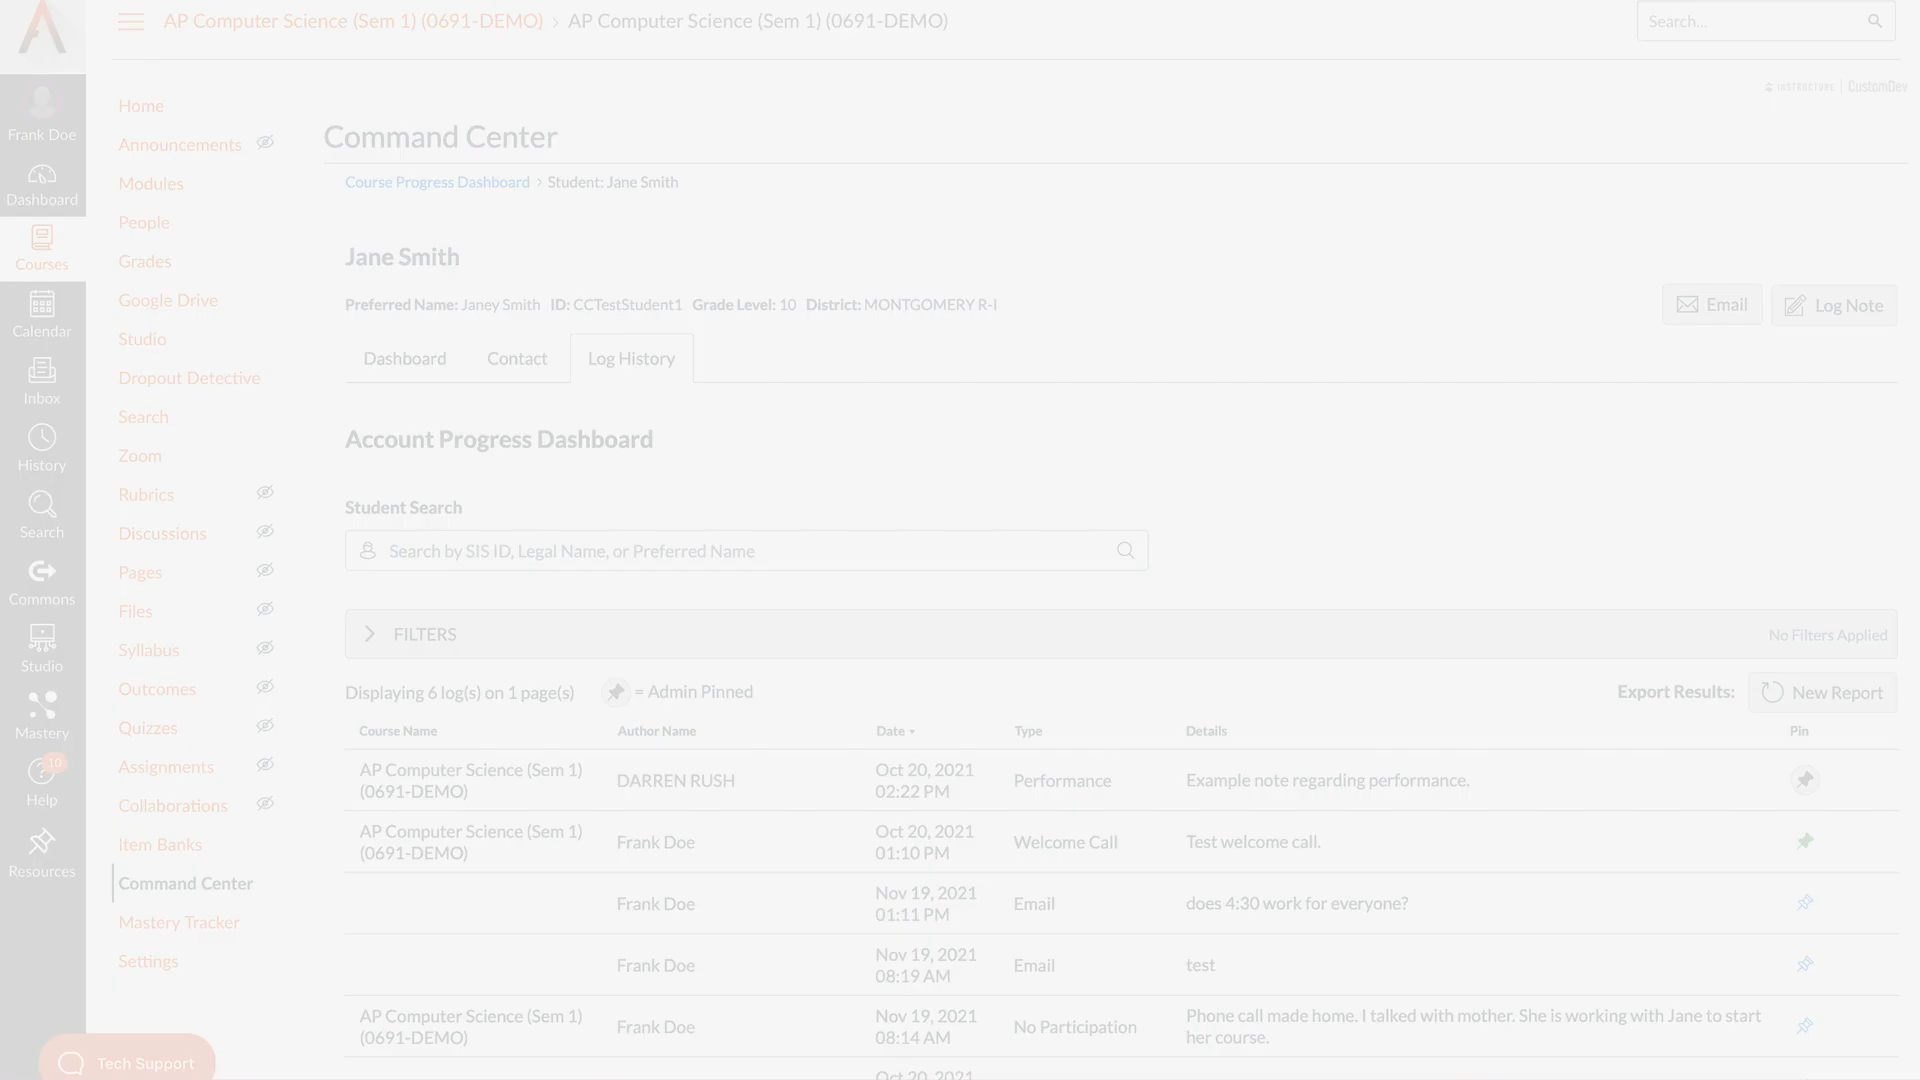 AP Computer Science (Sem 1) (0691-DEMO) > AP Computer Science (Sem 1) (0691-DEMO)
Search...
INSTRUCTURE | CustomDev
Frank Doe
Dashboard
Courses
Calendar
Inbox
History
Search
Commons
Studio
Mastery
10
Help
Resources
Home
Announcements
Modules
People
Grades
Google Drive
Studio
Dropout Detective
Search
Zoom
Rubrics
Discussions
Pages
Files
Syllabus
Outcomes
Quizzes
Assignments
Collaborations
Item Banks
Command Center
Mastery Tracker
Settings
Tech Support
Command Center
Course Progress Dashboard > Student: Jane Smith
Jane Smith
Preferred Name: Janey Smith ID: CCTestStudent1 Grade Level: 10 District: MONTGOMERY R-I
Email
Log Note
Dashboard Contact Log History
Account Progress Dashboard
Student Search
Search by SIS ID, Legal Name, or Preferred Name
FILTERS
No Filters Applied
Displaying 6 log(s) on 1 page(s)
= Admin Pinned
Export Results: New Report
Course Name Author Name Date Type Details Pin
AP Computer Science (Sem 1) (0691-DEMO) DARREN RUSH Oct 20, 2021 02:22 PM Performance Example note regarding performance.
AP Computer Science (Sem 1) (0691-DEMO) Frank Doe Oct 20, 2021 01:10 PM Welcome Call Test welcome call.
Frank Doe Nov 19, 2021 01:11 PM Email does 4:30 work for everyone?
Frank Doe Nov 19, 2021 08:19 AM Email test
AP Computer Science (Sem 1) (0691-DEMO) Frank Doe Nov 19, 2021 08:14 AM No Participation Phone call made home. I talked with mother. She is working with Jane to start her course.
Oct 20, 2021